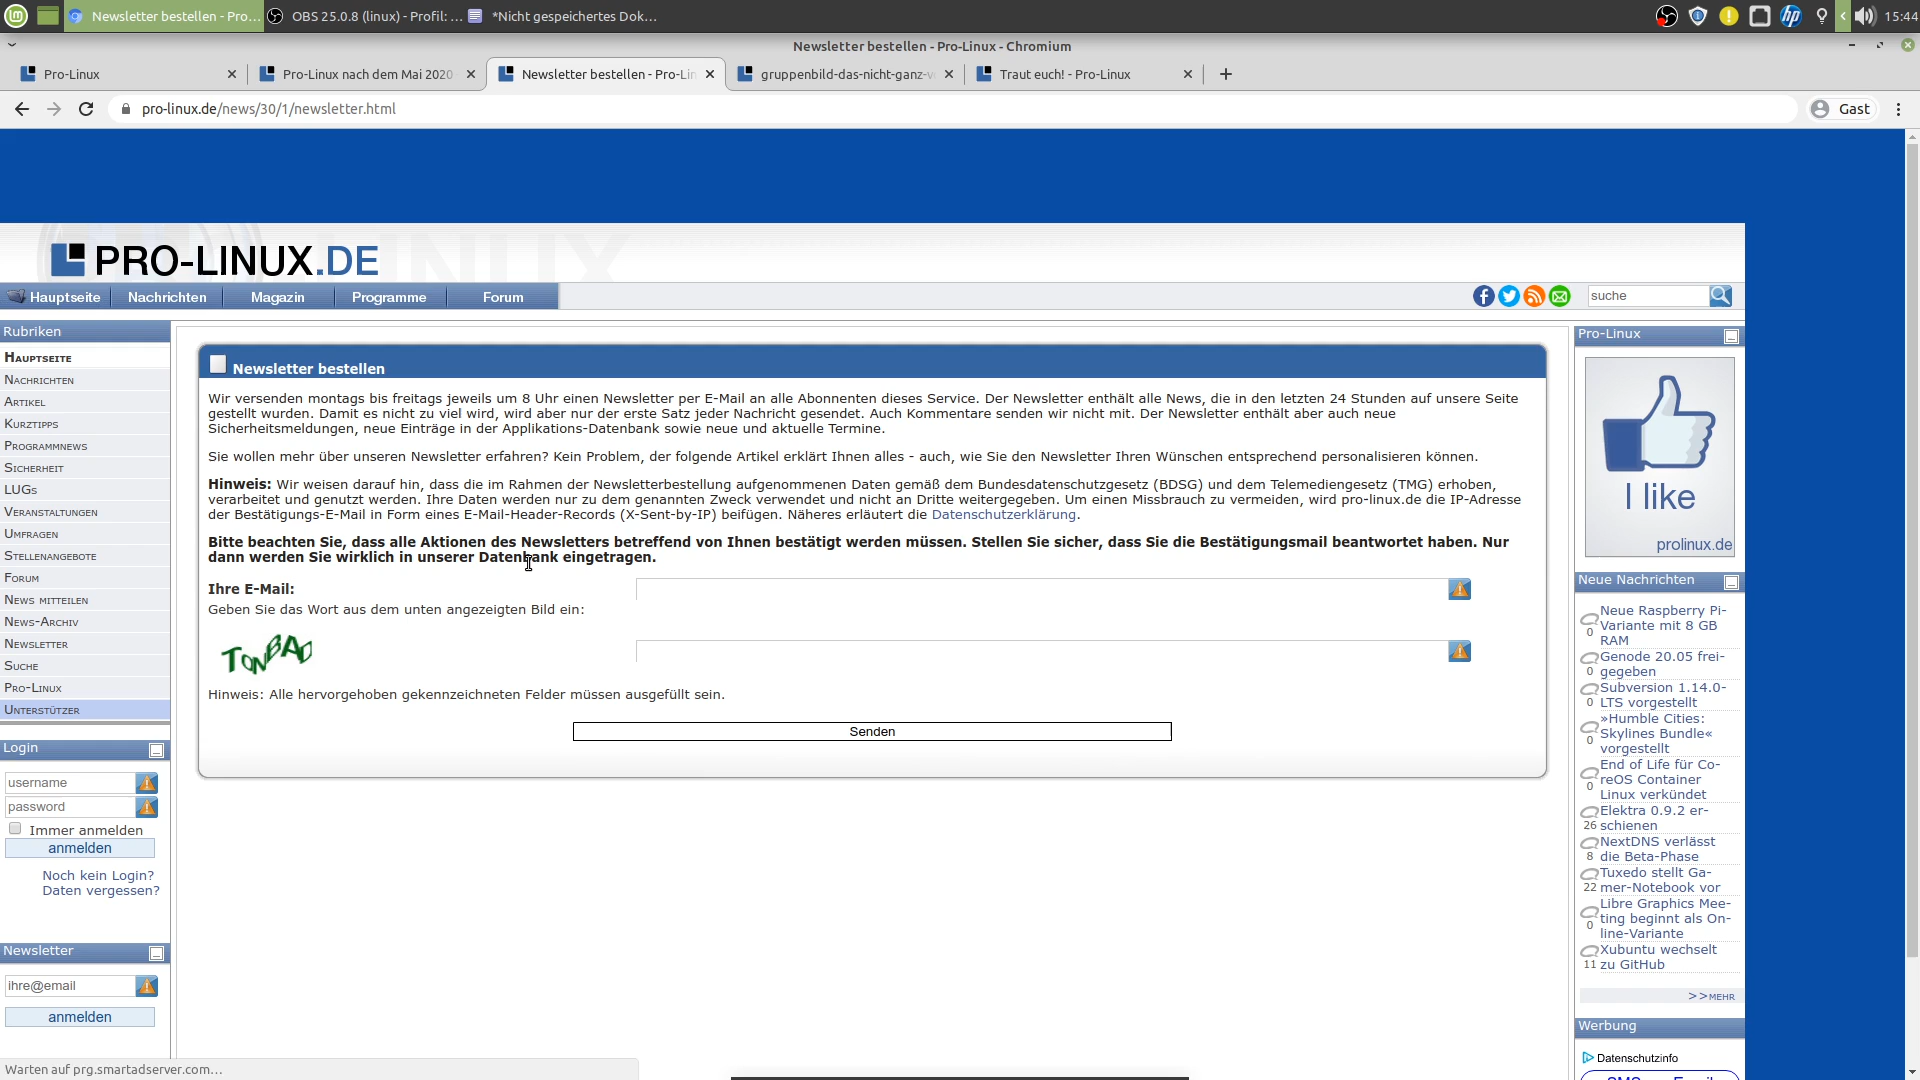 Newsletter bestellen - Pro...
OBS 25.0.8 (linux) - Profil: ...
*Nicht gespeichertes Dok...
15:44
Newsletter bestellen - Pro-Linux - Chromium
Pro-Linux
Pro-Linux nach dem Mai 2020
Newsletter bestellen - Pro-Lin
gruppenbild-das-nicht-ganz-v
Traut euch! - Pro-Linux
pro-linux.de/news/30/1/newsletter.html
Gast
PRO-LINUX.DE
Hauptseite
Nachrichten
Magazin
Programme
Forum
suche
Rubriken
Hauptseite
Nachrichten
Artikel
Kurztipps
Programmnews
Sicherheit
LUGs
Veranstaltungen
Umfragen
Stellenangebote
Forum
News mitteilen
News-Archiv
Newsletter
Suche
Pro-Linux
Unterstützer
Login
username
password
Immer anmelden
anmelden
Noch kein Login?
Daten vergessen?
Newsletter
ihre@email
anmelden
Newsletter bestellen
Wir versenden montags bis freitags jeweils um 8 Uhr einen Newsletter per E-Mail an alle Abonnenten dieses Service. Der Newsletter enthält alle News, die in den letzten 24 Stunden auf unsere Seite
gestellt wurden. Damit es nicht zu viel wird, wird aber nur der erste Satz jeder Nachricht gesendet. Auch Kommentare senden wir nicht mit. Der Newsletter enthält aber auch neue
Sicherheitsmeldungen, neue Einträge in der Applikations-Datenbank sowie neue und aktuelle Termine.
Sie wollen mehr über unseren Newsletter erfahren? Kein Problem, der folgende Artikel erklärt Ihnen alles - auch, wie Sie den Newsletter Ihren Wünschen entsprechend personalisieren können.
Hinweis: Wir weisen darauf hin, dass die im Rahmen der Newsletterbestellung aufgenommenen Daten gemäß dem Bundesdatenschutzgesetz (BDSG) und dem Telemediengesetz (TMG) erhoben,
verarbeitet und genutzt werden. Ihre Daten werden nur zu dem genannten Zweck verwendet und nicht an Dritte weitergegeben. Um einen Missbrauch zu vermeiden, wird pro-linux.de die IP-Adresse
der Bestätigungs-E-Mail in Form eines E-Mail-Header-Records (X-Sent-by-IP) beifügen. Näheres erläutert die Datenschutzerklärung.
Bitte beachten Sie, dass alle Aktionen des Newsletters betreffend von Ihnen bestätigt werden müssen. Stellen Sie sicher, dass Sie die Bestätigungsmail beantwortet haben. Nur
dann werden Sie wirklich in unserer Datenbank eingetragen.
Ihre E-Mail:
Geben Sie das Wort aus dem unten angezeigten Bild ein:
TONBAD
Hinweis: Alle hervorgehoben gekennzeichneten Felder müssen ausgefüllt sein.
Senden
Pro-Linux
I like
prolinux.de
Neue Nachrichten
Neue Raspberry Pi-
Variante mit 8 GB
0
RAM
Genode 20.05 frei-
0 gegeben
Subversion 1.14.0-
0 LTS vorgestellt
»Humble Cities:
Skylines Bundle«
0
vorgestellt
End of Life für Co-
reOS Container
0
Linux verkündet
Elektra 0.9.2 er-
26 schienen
NextDNS verlässt
8 die Beta-Phase
Tuxedo stellt Ga-
22 mer-Notebook vor
Libre Graphics Mee-
ting beginnt als On-
0
line-Variante
Xubuntu wechselt
11 zu GitHub
>>mehr
Werbung
Datenschutzinfo
Warten auf prg.smartadserver.com...